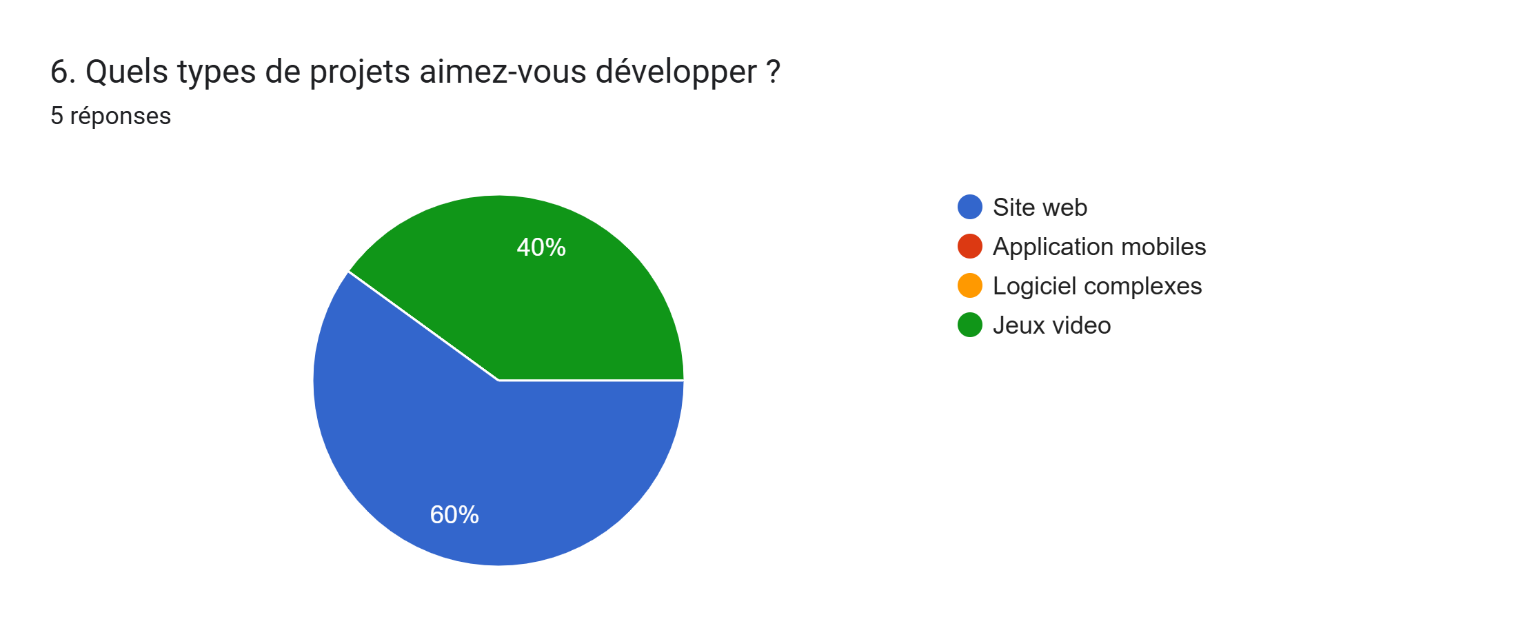 6. Quels types de projets aimez-vous développer ?
5 réponses
40%
60%
Site web
Application mobiles
Logiciel complexes
Jeux video